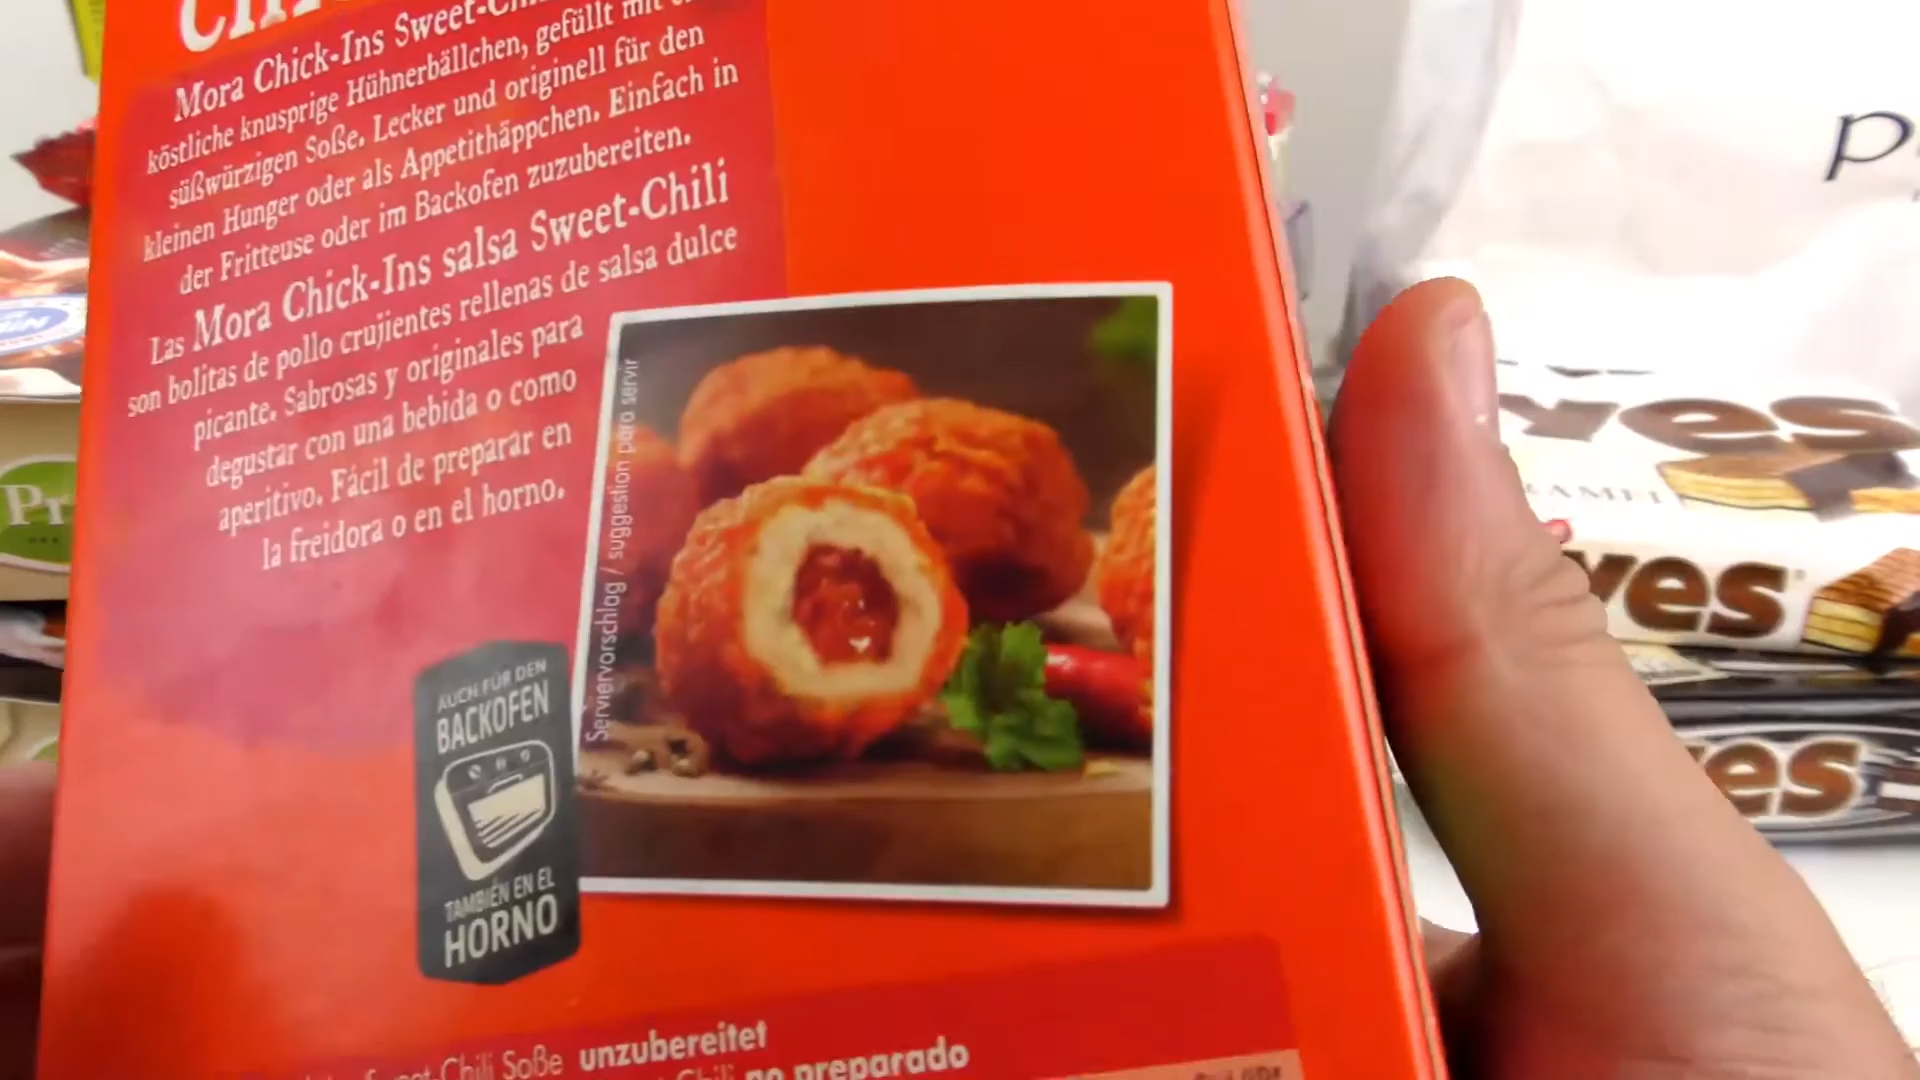 Mora Chick-Ins Sweet-
köstliche knusprige Hühnerbällchen, gefüllt mit
süßwürzigen Soße. Lecker und originell für den
kleinen Hunger oder als Appetithäppchen. Einfach in
der Fritteuse oder im Backofen zuzubereiten.
Las Mora Chick-Ins salsa Sweet-Chili
son bolitas de pollo crujientes rellenas de salsa dulce
picante. Sabrosas y originales para
degustar con una bebida o como
aperitivo. Fácil de preparar en
la freidora o en el horno.
Serviervorschlag / suggestion para servir
AUCH FÜR DEN
BACKOFEN
TAMBIÉN EN EL
HORNO
Chili Soße unzubereitet
no preparado
Pr
yes
yes
es